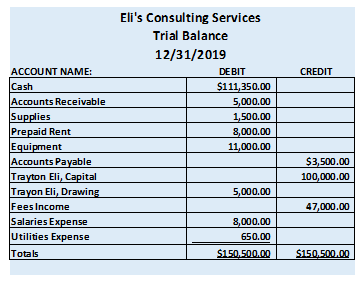 Eli's Consulting Services
Trial Balance
12/31/2019
ACCOUNT NAME: DEBIT CREDIT
Cash $111,350.00
Accounts Receivable 5,000.00
Supplies 1,500.00
Prepaid Rent 8,000.00
Equipment 11,000.00
Accounts Payable $3,500.00
Trayton Eli, Capital 100,000.00
Trayon Eli, Drawing 5,000.00
Fees Income 47,000.00
Salaries Expense 8,000.00
Utilities Expense 650.00
Totals $150,500.00 $150,500.00